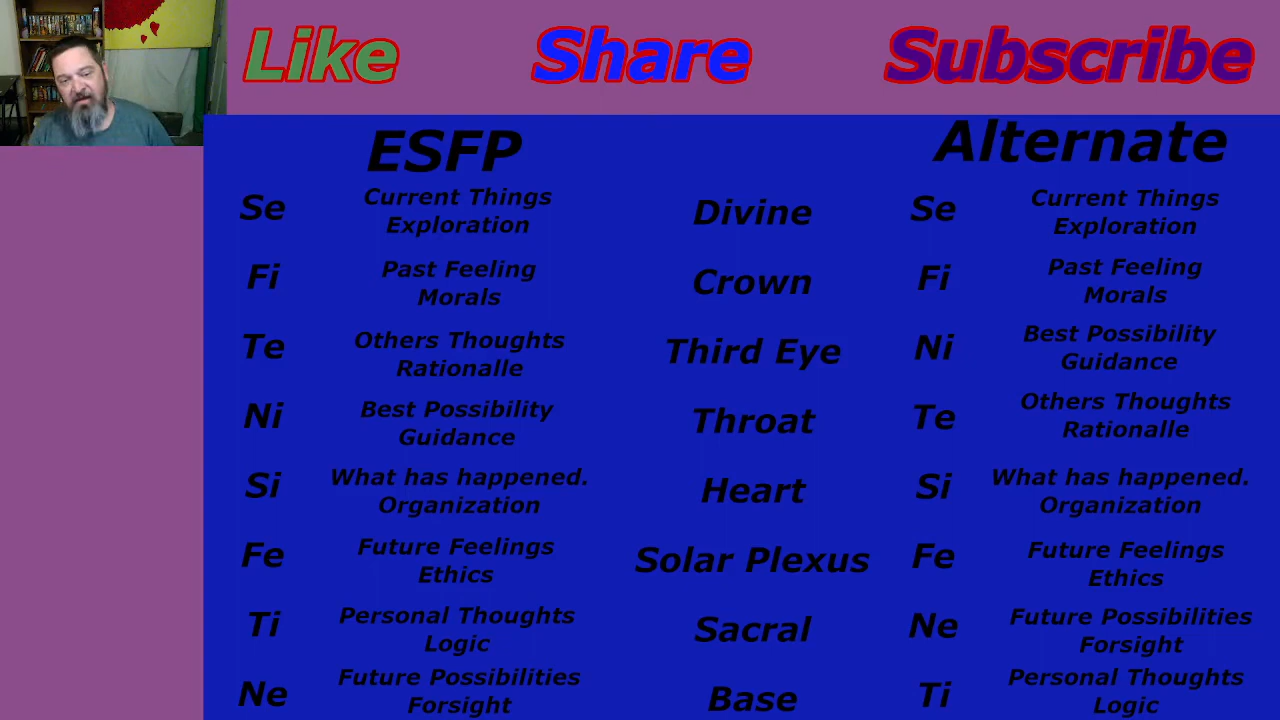 Like Share Subscribe
ESFP Alternate
Se Current Things Exploration Divine Se Current Things Exploration
Fi Past Feeling Morals Crown Fi Past Feeling Morals
Te Others Thoughts Rationalle Third Eye Ni Best Possibility Guidance
Ni Best Possibility Guidance Throat Te Others Thoughts Rationalle
Si What has happened. Organization Heart Si What has happened. Organization
Fe Future Feelings Ethics Solar Plexus Fe Future Feelings Ethics
Ti Personal Thoughts Logic Sacral Ne Future Possibilities Forsight
Ne Future Possibilities Forsight Base Ti Personal Thoughts Logic